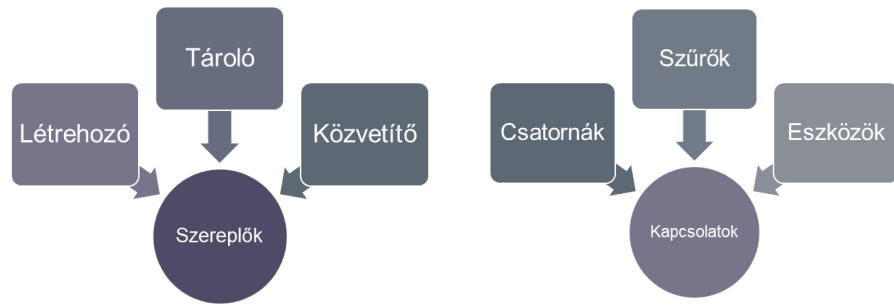 Tároló
Létrehozó
Közvetítő
Szereplők
Szűrők
Csatornák
Eszközök
Kapcsolatok